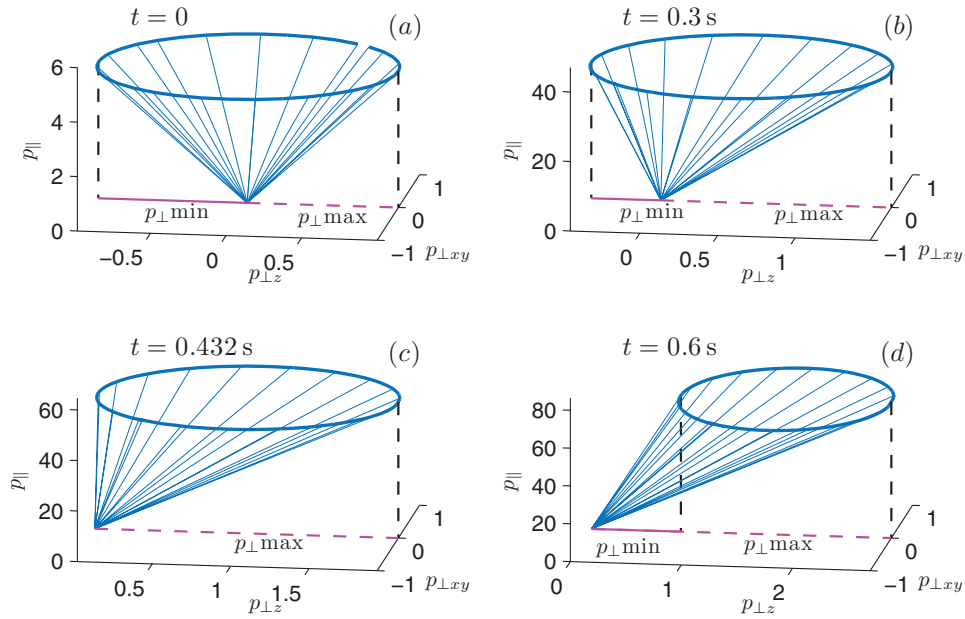 t = 0
(a)
6
4
2
0
p∥
p⊥min
p⊥max
−0.5
0
0.5
p⊥z
1
0
−1
p⊥xy
t = 0.3 s
(b)
40
20
0
p∥
p⊥min
p⊥max
0
0.5
1
p⊥z
1
0
−1
p⊥xy
t = 0.432 s
(c)
60
40
20
0
p∥
p⊥max
0.5
1
1.5
p⊥z
1
0
−1
p⊥xy
t = 0.6 s
(d)
80
60
40
20
0
p∥
p⊥min
p⊥max
0
1
2
p⊥z
1
0
−1
p⊥xy